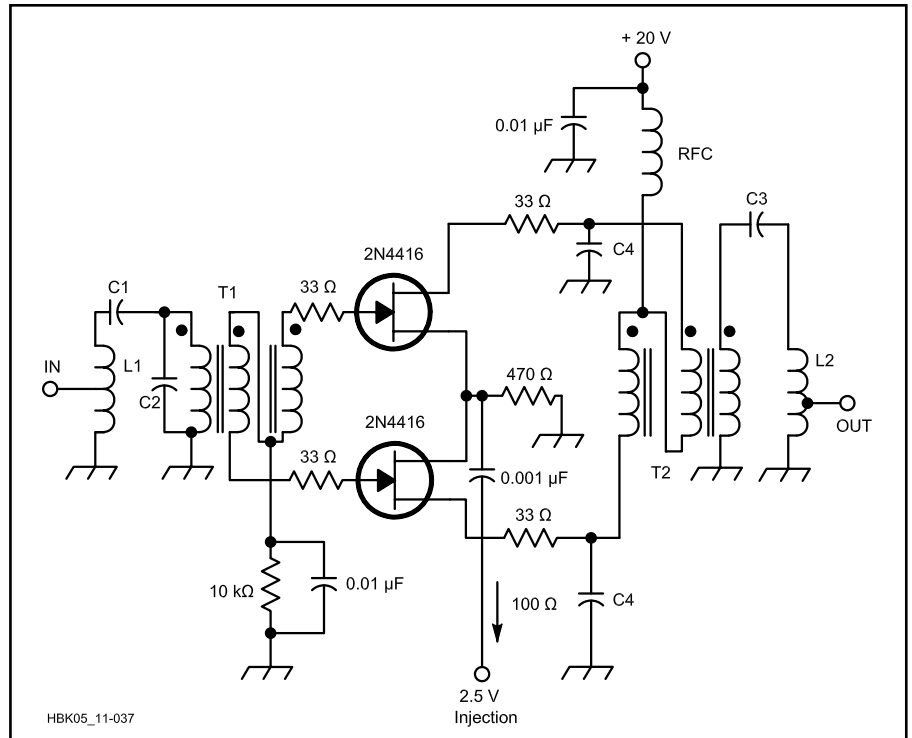 + 20 V
0.01 µF
RFC
33 Ω
C3
C4
2N4416
C1
T1
33 Ω
IN
L1
C2
470 Ω
L2
OUT
2N4416
33 Ω
0.001 µF
T2
33 Ω
10 kΩ
0.01 µF
100 Ω
C4
2.5 V
Injection
HBK05_11-037